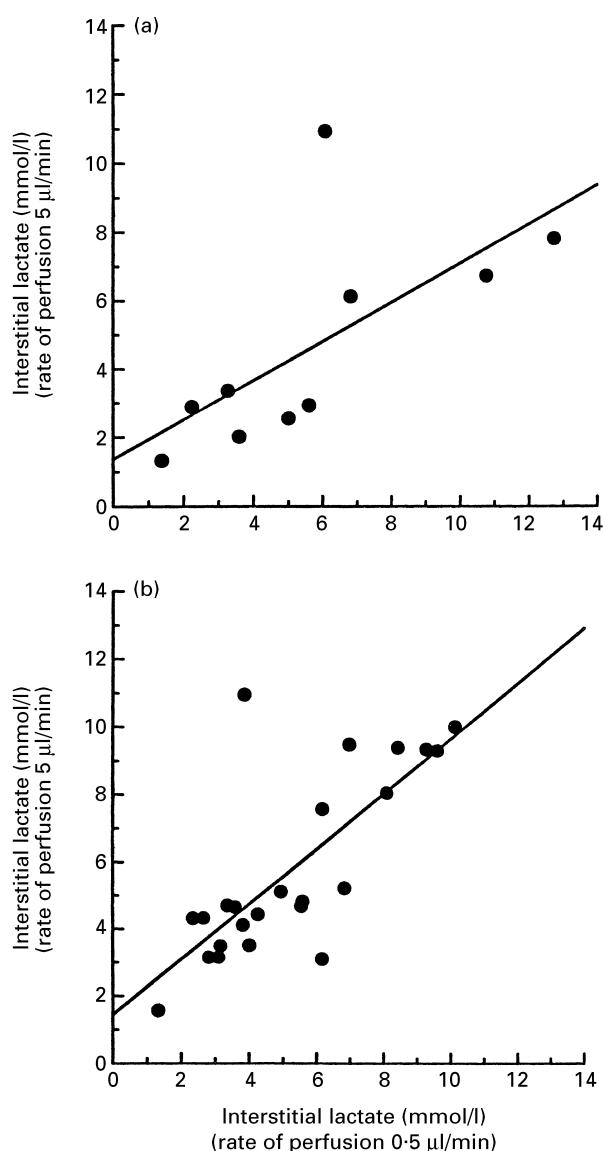 (a)
14
12
10
8
6
4
2
0
Interstitial lactate (mmol/l)
(rate of perfusion 5 μl/min)
0 2 4 6 8 10 12 14
(b)
14
12
10
8
6
4
2
0
Interstitial lactate (mmol/l)
(rate of perfusion 5 μl/min)
0 2 4 6 8 10 12 14
Interstitial lactate (mmol/l)
(rate of perfusion 0·5 μl/min)